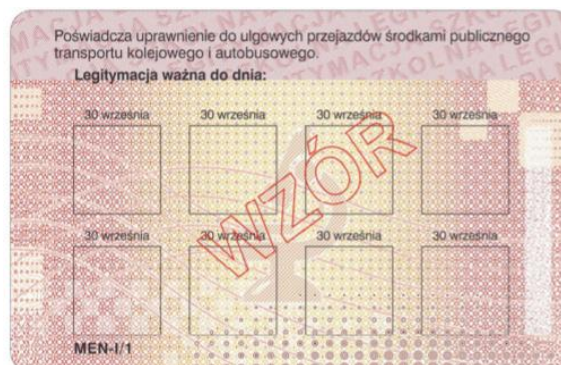 Poświadcza uprawnienie do ulgowych przejazdów środkami publicznego
transportu kolejowego i autobusowego.
Legitymacja ważna do dnia:
30 września 30 września 30 września 30 września
WZÓR
30 września 30 września 30 września 30 września
MEN-I/1